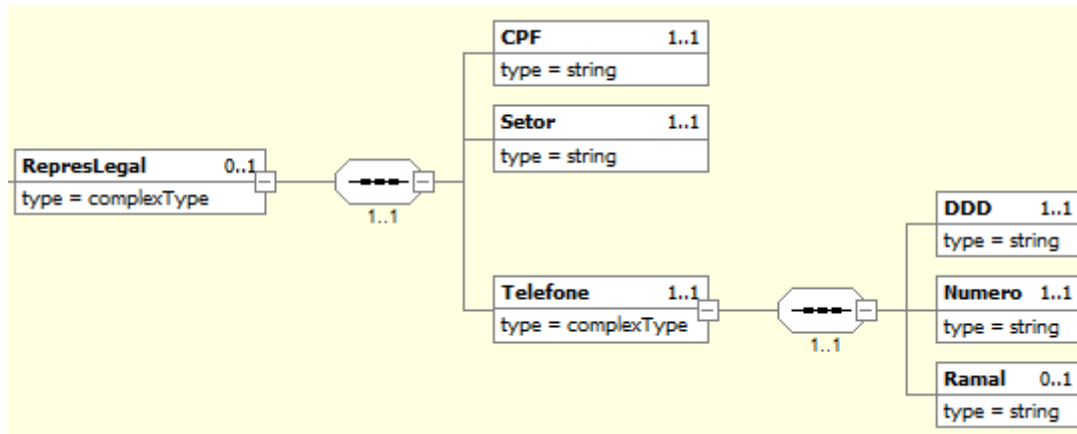 CPF 1..1
type = string
Setor 1..1
type = string
RepresLegal 0..1
type = complexType
1..1
Telefone 1..1
type = complexType
1..1
DDD 1..1
type = string
Numero 1..1
type = string
Ramal 0..1
type = string